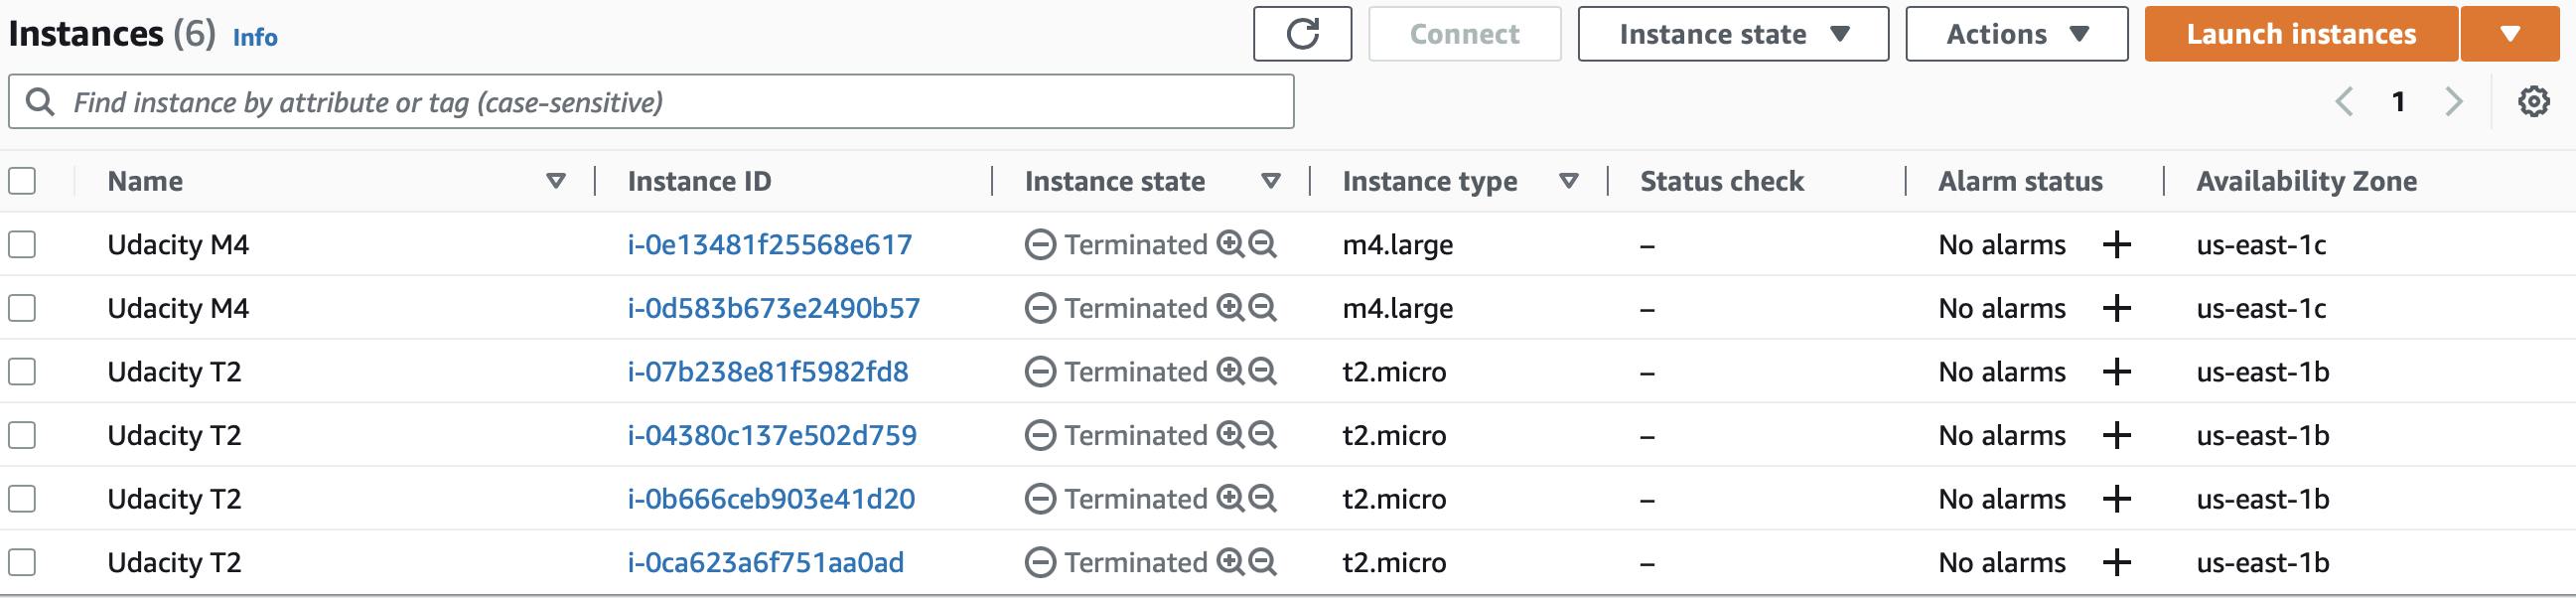 Instances (6) Info Connect Instance state Actions Launch instances
Find instance by attribute or tag (case-sensitive) 1
Name Instance ID Instance state Instance type Status check Alarm status Availability Zone
Udacity M4 i-0e13481f25568e617 Terminated m4.large – No alarms + us-east-1c
Udacity M4 i-0d583b673e2490b57 Terminated m4.large – No alarms + us-east-1c
Udacity T2 i-07b238e81f5982fd8 Terminated t2.micro – No alarms + us-east-1b
Udacity T2 i-04380c137e502d759 Terminated t2.micro – No alarms + us-east-1b
Udacity T2 i-0b666ceb903e41d20 Terminated t2.micro – No alarms + us-east-1b
Udacity T2 i-0ca623a6f751aa0ad Terminated t2.micro – No alarms + us-east-1b